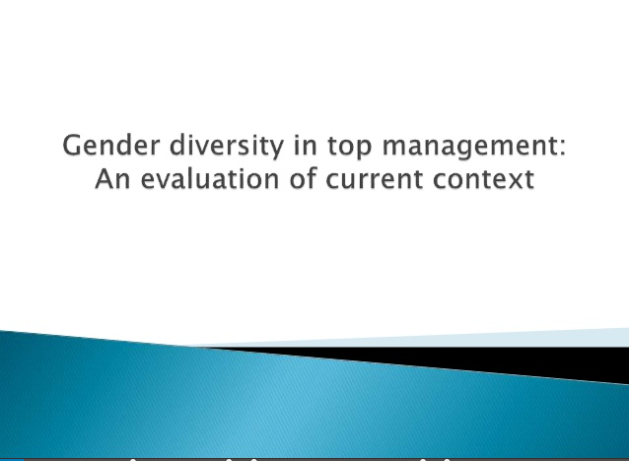 Gender diversity in top management:
An evaluation of current context